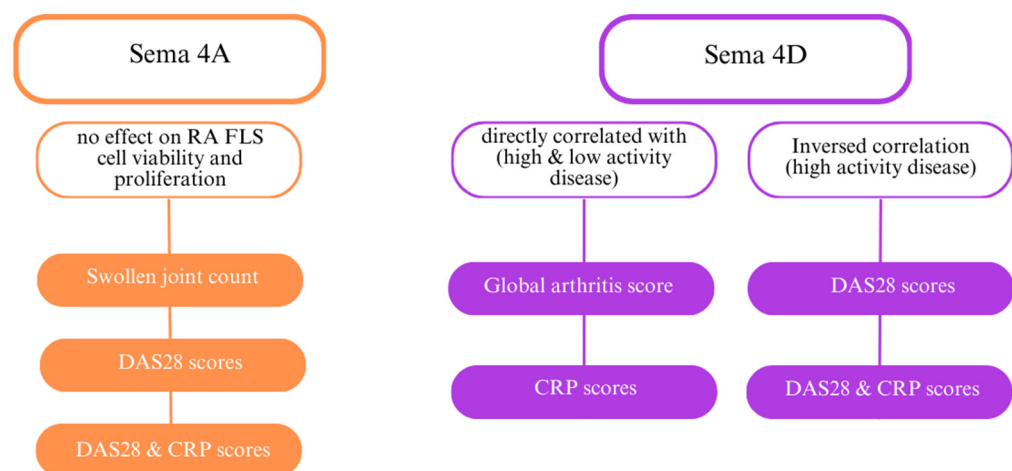 Sema 4A
no effect on RA FLS
cell viability and
proliferation
Swollen joint count
DAS28 scores
DAS28 & CRP scores
Sema 4D
directly correlated with
(high & low activity
disease)
Global arthritis score
CRP scores
Inversed correlation
(high activity disease)
DAS28 scores
DAS28 & CRP scores